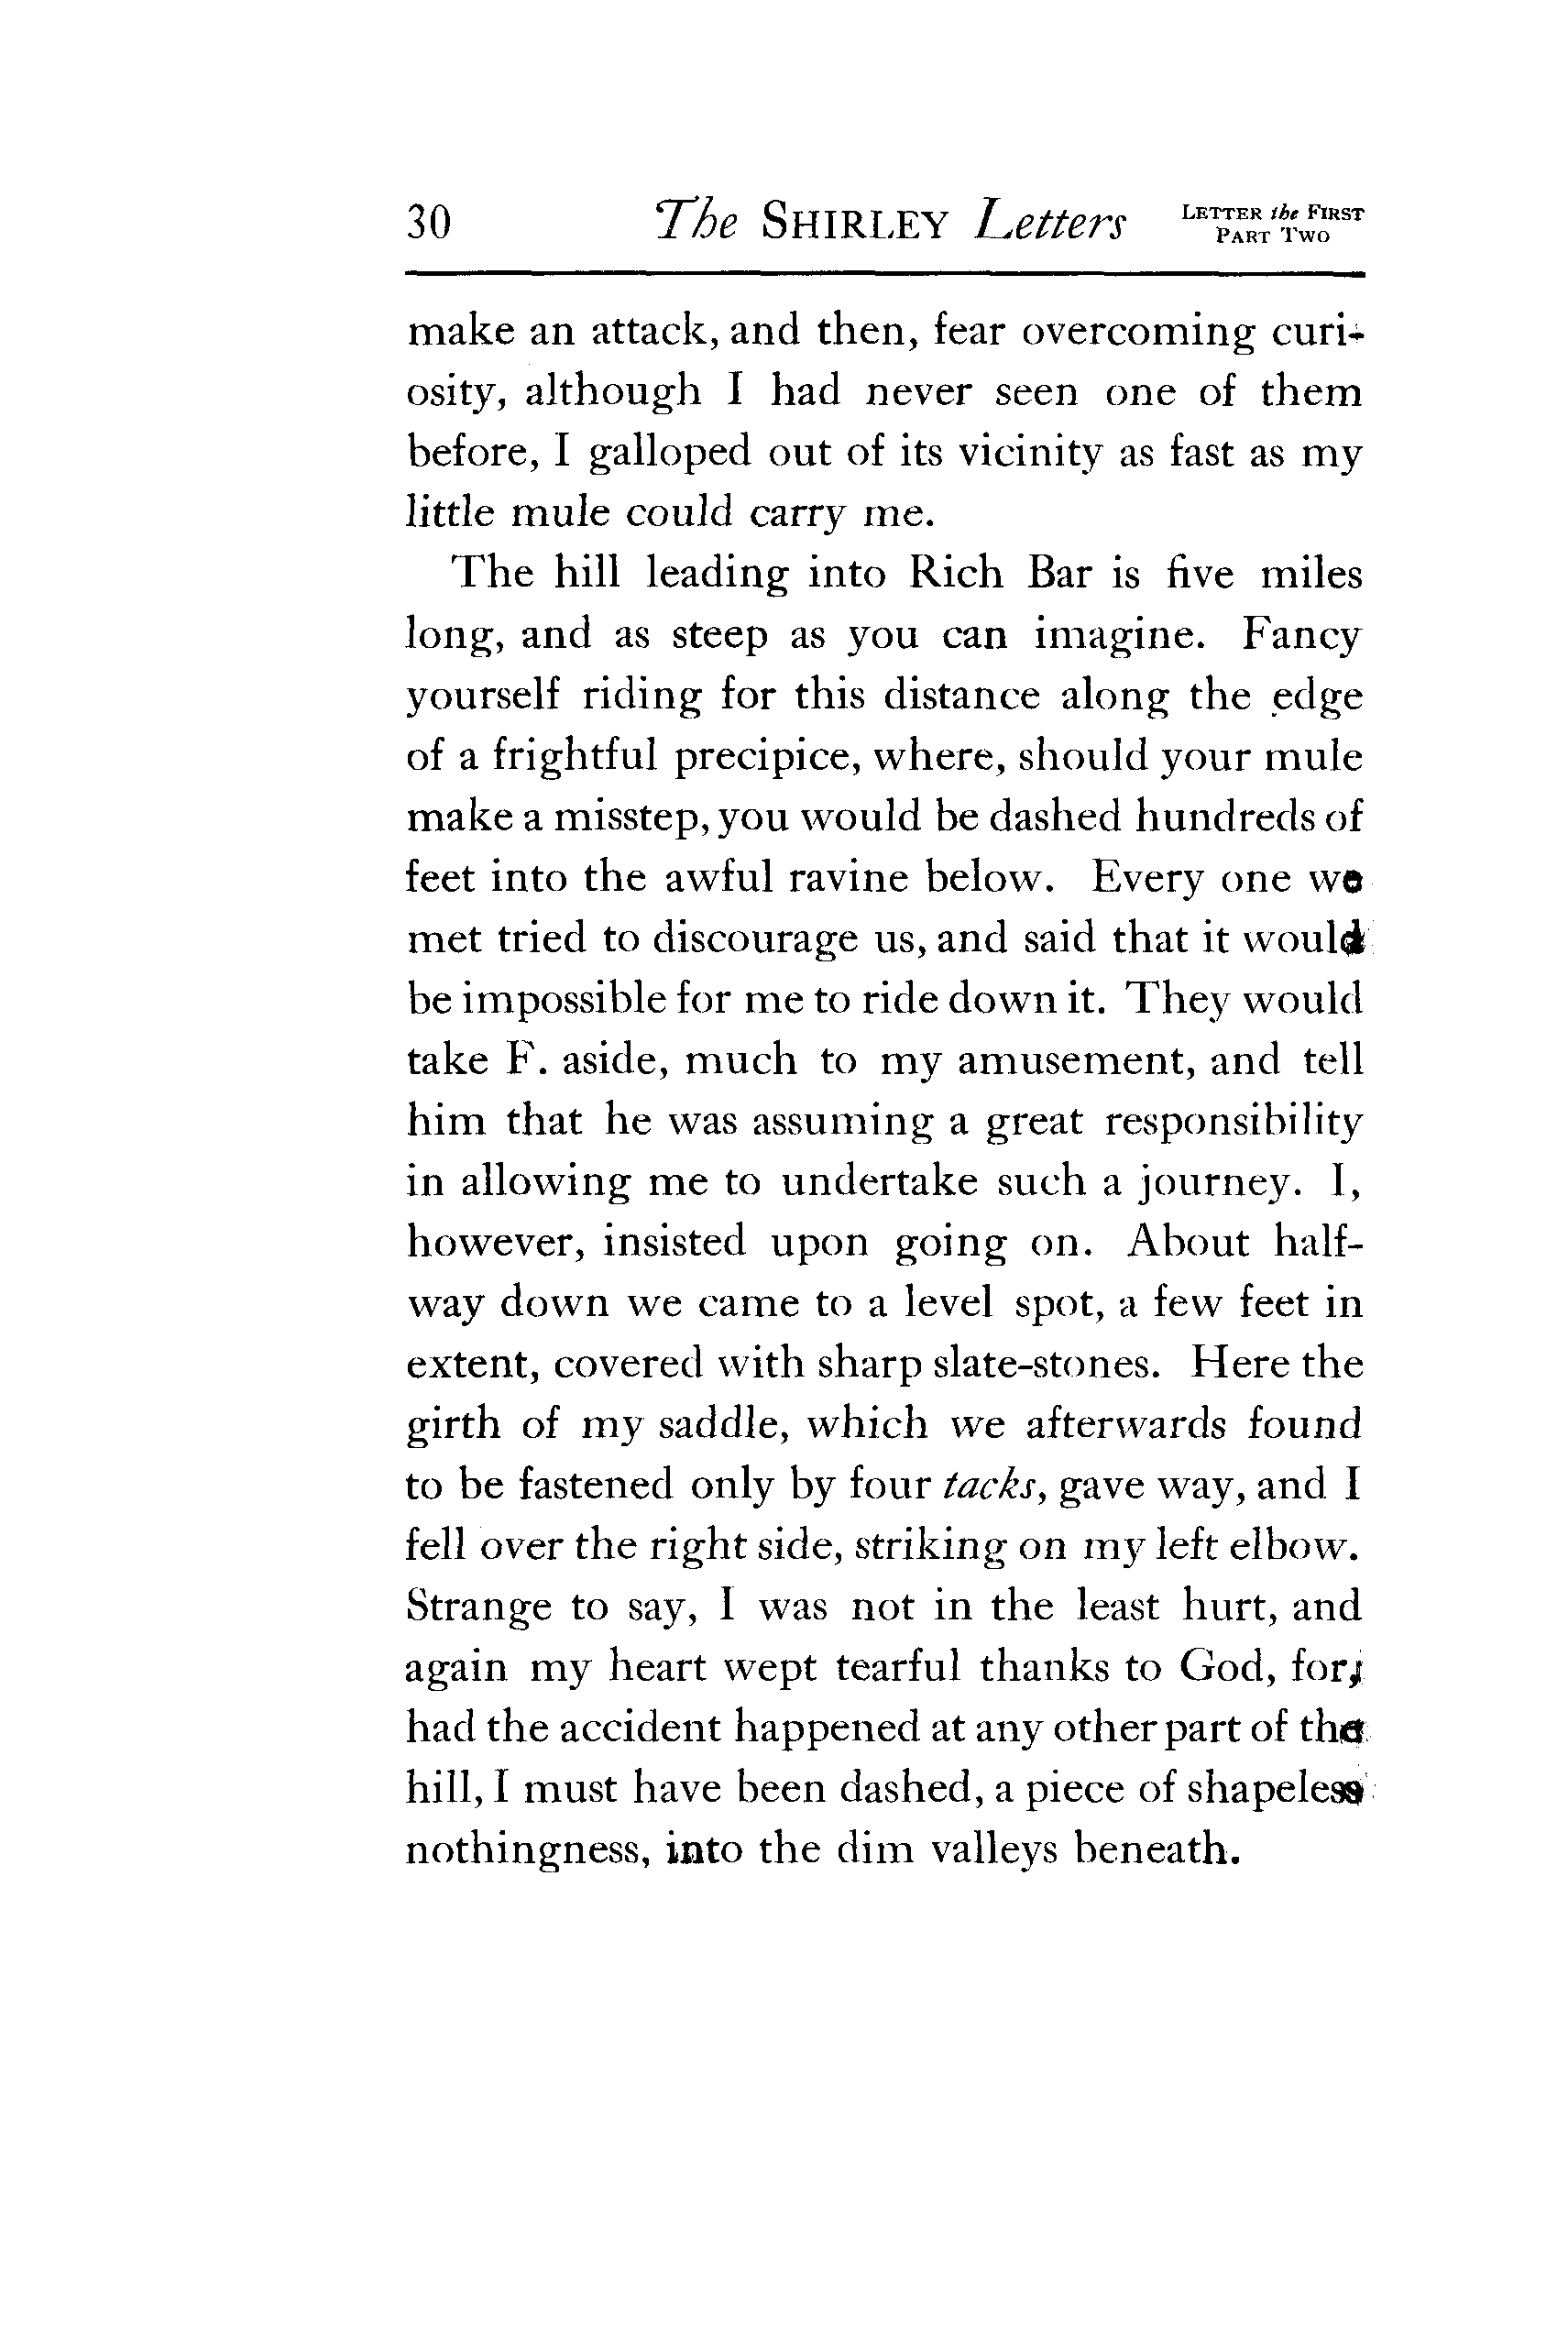 30 The SHIRLEY Letters LETTER the FIRST
PART TWO
make an attack, and then, fear overcoming curi-
osity, although I had never seen one of them
before, I galloped out of its vicinity as fast as my
little mule could carry me.
The hill leading into Rich Bar is five miles
long, and as steep as you can imagine. Fancy
yourself riding for this distance along the edge
of a frightful precipice, where, should your mule
make a misstep, you would be dashed hundreds of
feet into the awful ravine below. Every one we
met tried to discourage us, and said that it would
be impossible for me to ride down it. They would
take F. aside, much to my amusement, and tell
him that he was assuming a great responsibility
in allowing me to undertake such a journey. I,
however, insisted upon going on. About half-
way down we came to a level spot, a few feet in
extent, covered with sharp slate-stones. Here the
girth of my saddle, which we afterwards found
to be fastened only by four tacks, gave way, and I
fell over the right side, striking on my left elbow.
Strange to say, I was not in the least hurt, and
again my heart wept tearful thanks to God, for,
had the accident happened at any other part of the
hill, I must have been dashed, a piece of shapeless
nothingness, into the dim valleys beneath.